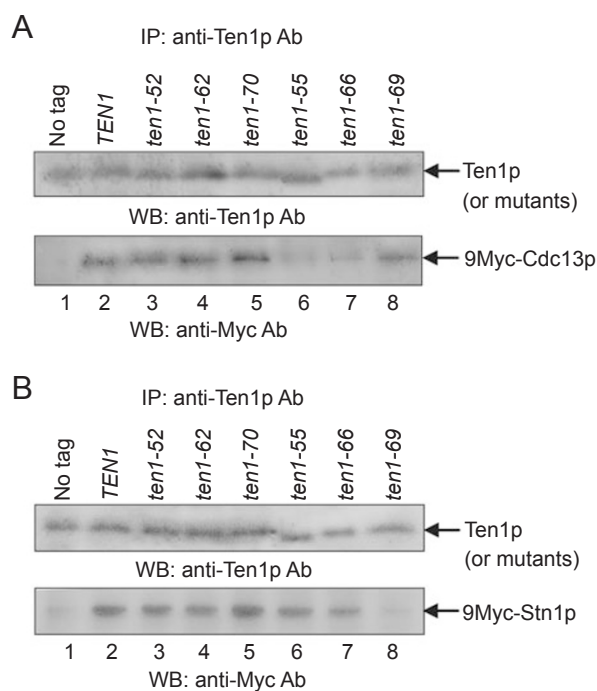 A
IP: anti-Ten1p Ab
No tag TEN1 ten1-52 ten1-62 ten1-70 ten1-55 ten1-66 ten1-69
Ten1p
(or mutants)
WB: anti-Ten1p Ab
9Myc-Cdc13p
1 2 3 4 5 6 7 8
WB: anti-Myc Ab
B
IP: anti-Ten1p Ab
No tag TEN1 ten1-52 ten1-62 ten1-70 ten1-55 ten1-66 ten1-69
Ten1p
(or mutants)
WB: anti-Ten1p Ab
9Myc-Stn1p
1 2 3 4 5 6 7 8
WB: anti-Myc Ab